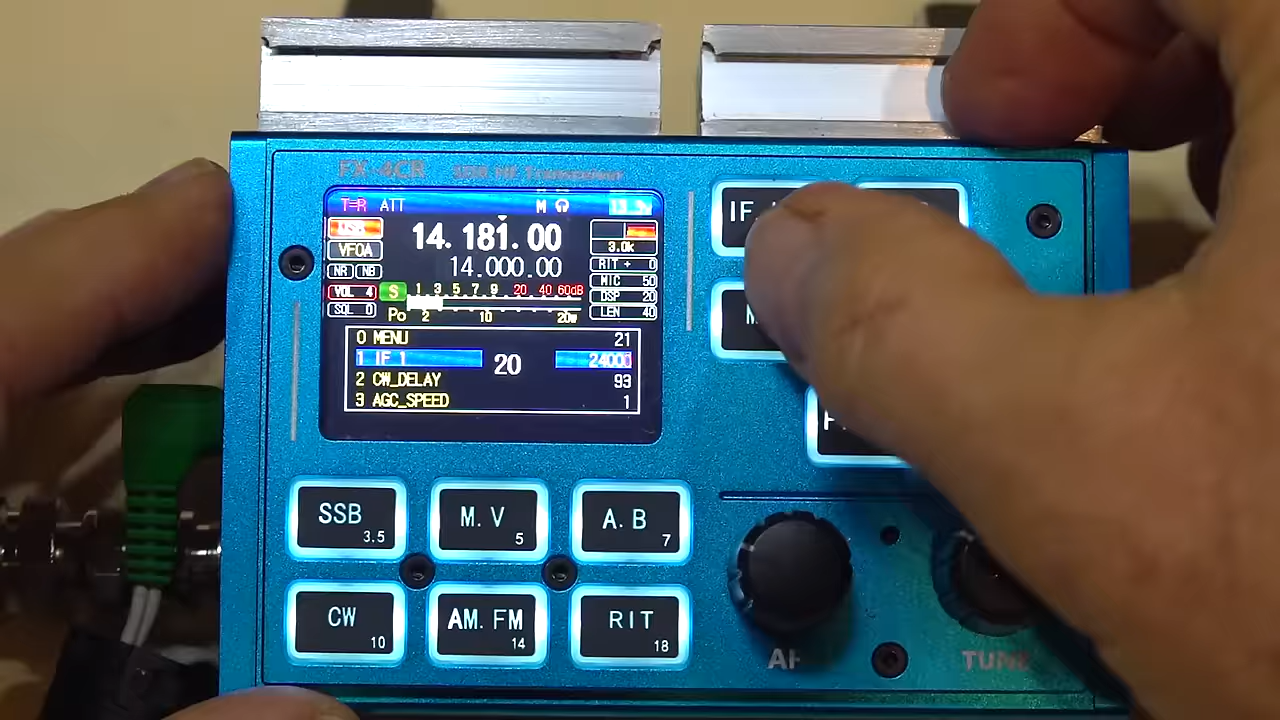 FX-4CR SDR HF Transceiver
T=R ATT M
USB 14.181.00
VFOA 14.000.00 3.0k
NR NB RIT + 0
VOL 4 S 1 3 5 7 9 20 40 60dB MIC 50
SQL 0 DSP 20
Po 2 10 20w LEN 40
0 MENU 21
1 IF 1 20 24000
2 CW_DELAY 93
3 AGC_SPEED 1
IF.
M
SSB 3.5
M.V 5
A.B 7
CW 10
AM.FM 14
RIT 18
AF
TUNE